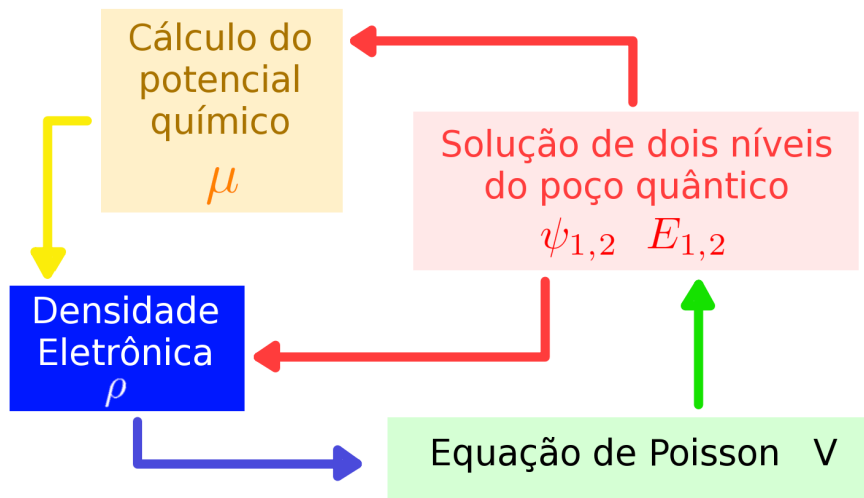 Cálculo do
potencial
químico
μ
Solução de dois níveis
do poço quântico
ψ₁,₂ E₁,₂
Densidade
Eletrônica
ρ
Equação de Poisson V